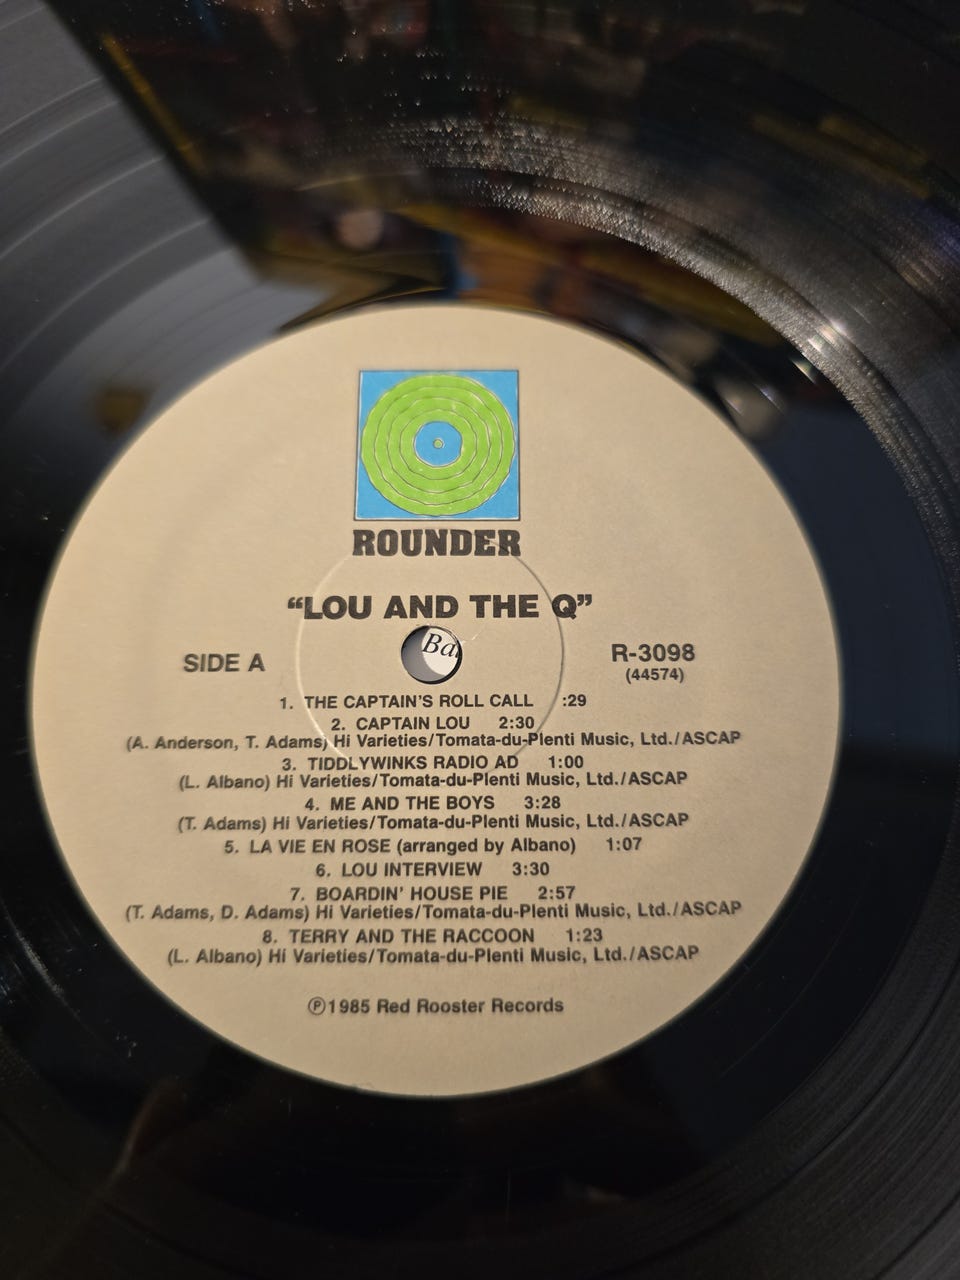 ROUNDER
"LOU AND THE Q"
SIDE A
R-3098
(44574)
Ba
1. THE CAPTAIN'S ROLL CALL :29
2. CAPTAIN LOU 2:30
(A. Anderson, T. Adams) Hi Varieties/Tomata-du-Plenti Music, Ltd./ASCAP
3. TIDDLYWINKS RADIO AD 1:00
(L. Albano) Hi Varieties/Tomata-du-Plenti Music, Ltd./ASCAP
4. ME AND THE BOYS 3:28
(T. Adams) Hi Varieties/Tomata-du-Plenti Music, Ltd./ASCAP
5. LA VIE EN ROSE (arranged by Albano) 1:07
6. LOU INTERVIEW 3:30
7. BOARDIN' HOUSE PIE 2:57
(T. Adams, D. Adams) Hi Varieties/Tomata-du-Plenti Music, Ltd./ASCAP
8. TERRY AND THE RACCOON 1:23
(L. Albano) Hi Varieties/Tomata-du-Plenti Music, Ltd./ASCAP
℗1985 Red Rooster Records